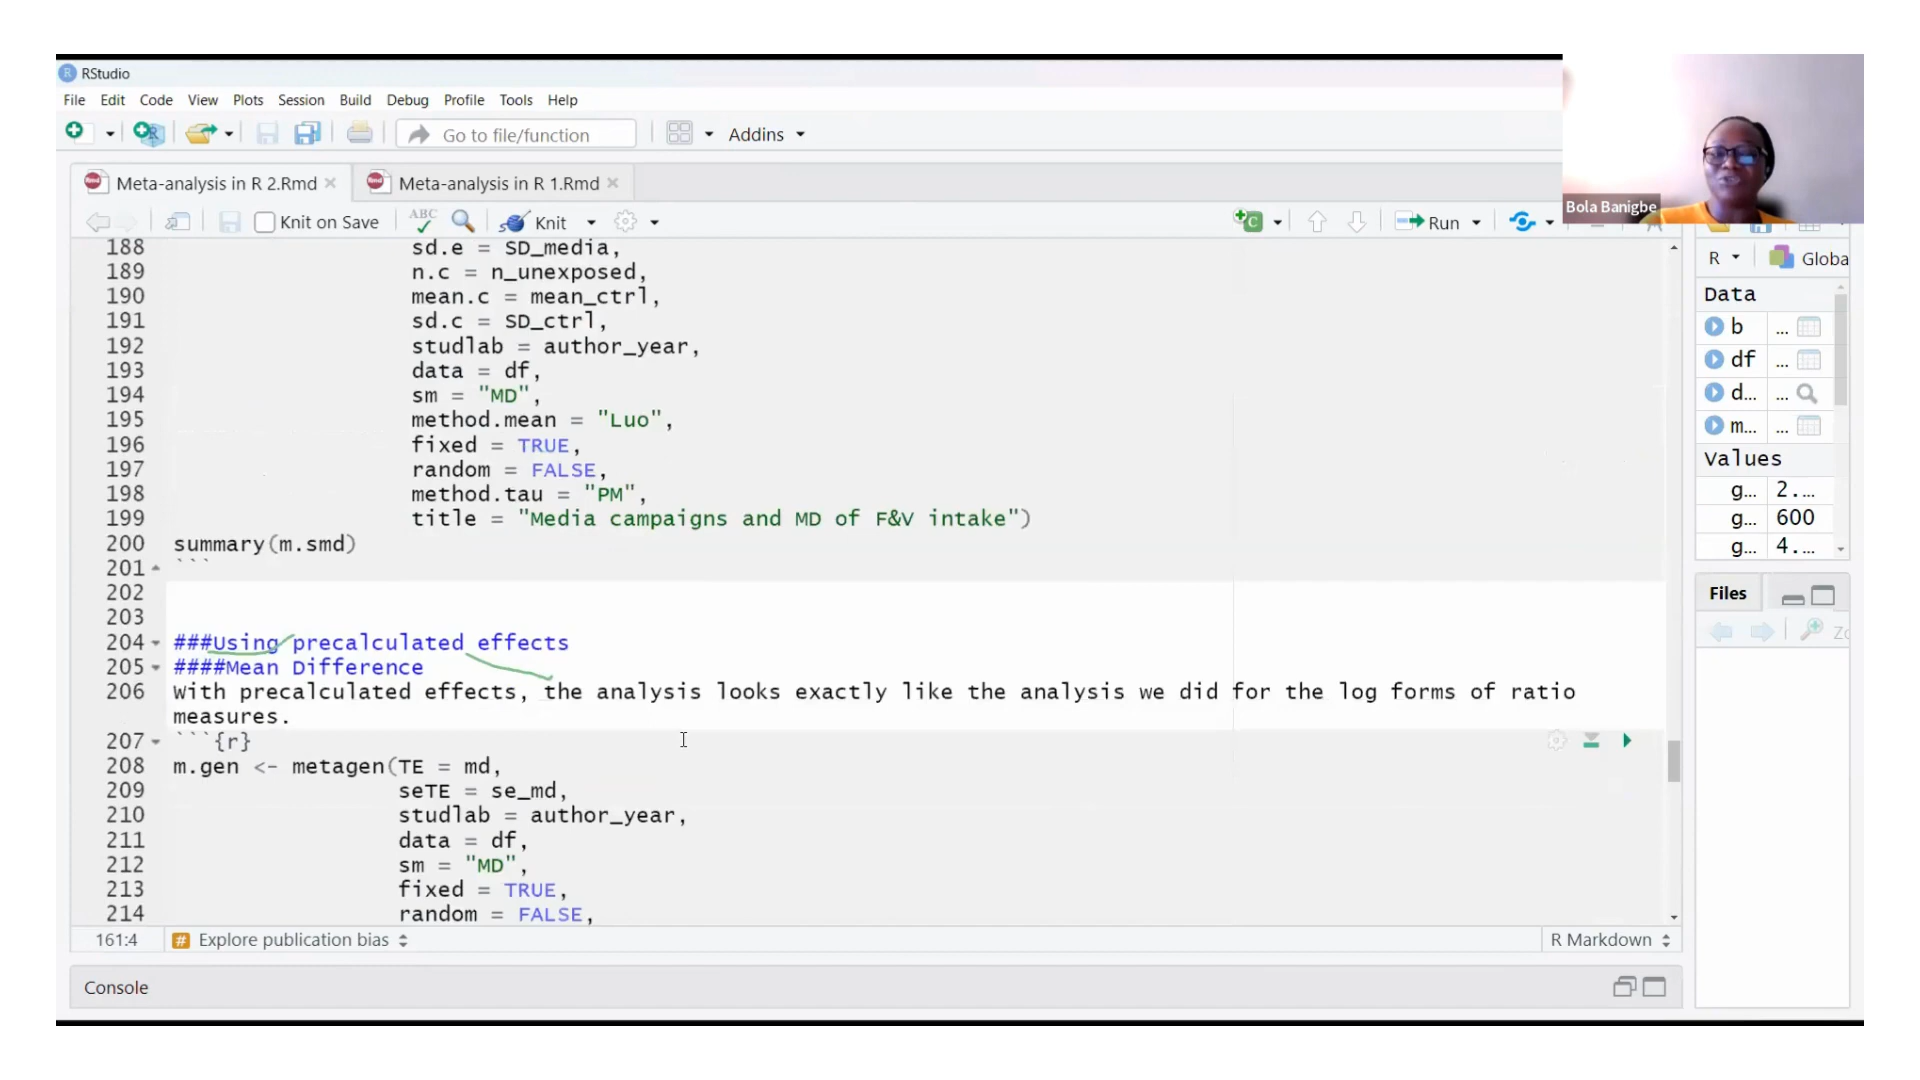 RStudio
File Edit Code View Plots Session Build Debug Profile Tools Help
Go to file/function Addins
Meta-analysis in R 2.Rmd Meta-analysis in R 1.Rmd
Knit on Save ABC Knit Run
Bola Banigbe
188 sd.e = SD_media,
189 n.c = n_unexposed,
190 mean.c = mean_ctrl,
191 sd.c = SD_ctrl,
192 studlab = author_year,
193 data = df,
194 sm = "MD",
195 method.mean = "Luo",
196 fixed = TRUE,
197 random = FALSE,
198 method.tau = "PM",
199 title = "Media campaigns and MD of F&V intake")
200 summary(m.smd)
201 ```
202
203
204 ###Using precalculated effects
205 ####Mean Difference
206 With precalculated effects, the analysis looks exactly like the analysis we did for the log forms of ratio
measures.
207 ```{r}
208 m.gen <- metagen(TE = md,
209 seTE = se_md,
210 studlab = author_year,
211 data = df,
212 sm = "MD",
213 fixed = TRUE,
214 random = FALSE,
161:4 # Explore publication bias R Markdown
Console
R Globa
Data
b ...
df ...
d... ...
m... ...
Values
g... 2....
g... 600
g... 4....
Files
Zo